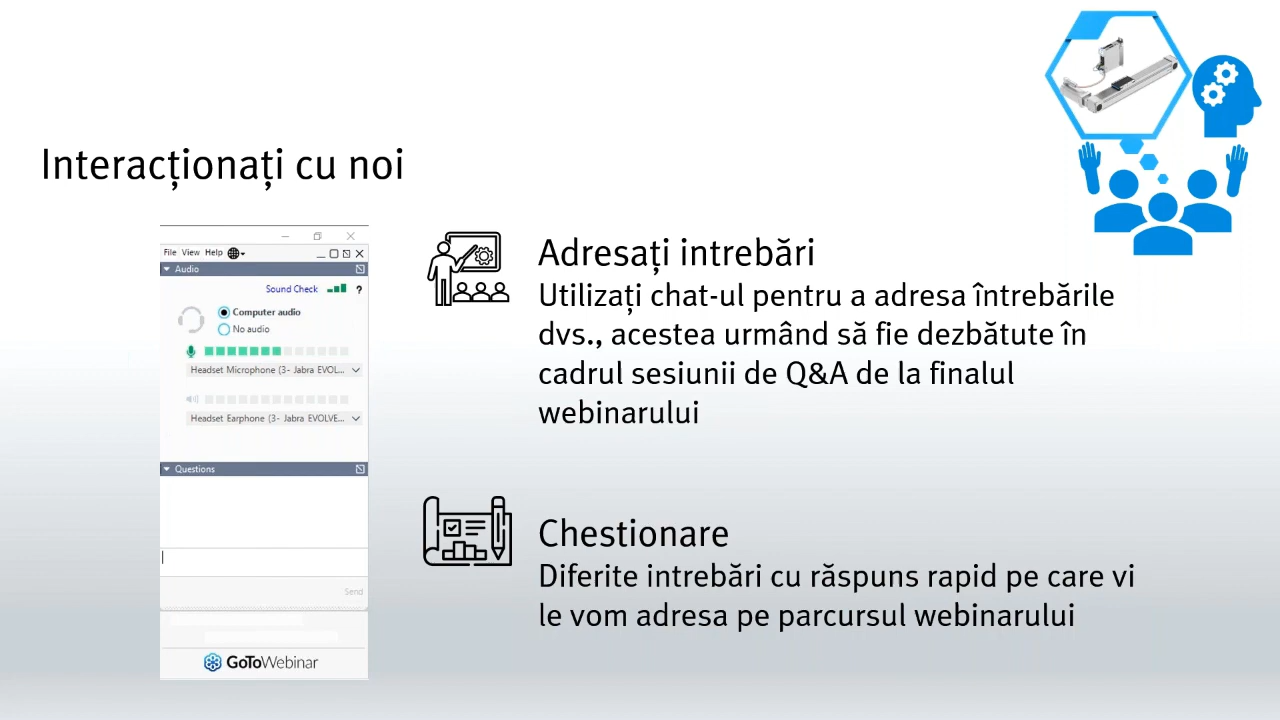 Interacționați cu noi
File View Help
Audio
Sound Check ?
Computer audio
No audio
Headset Microphone (3- Jabra EVOL...
Headset Earphone (3- Jabra EVOLVE...
Questions
Send
GoToWebinar
Adresați intrebări
Utilizați chat-ul pentru a adresa întrebările
dvs., acestea urmând să fie dezbătute în
cadrul sesiunii de Q&A de la finalul
webinarului
Chestionare
Diferite intrebări cu răspuns rapid pe care vi
le vom adresa pe parcursul webinarului